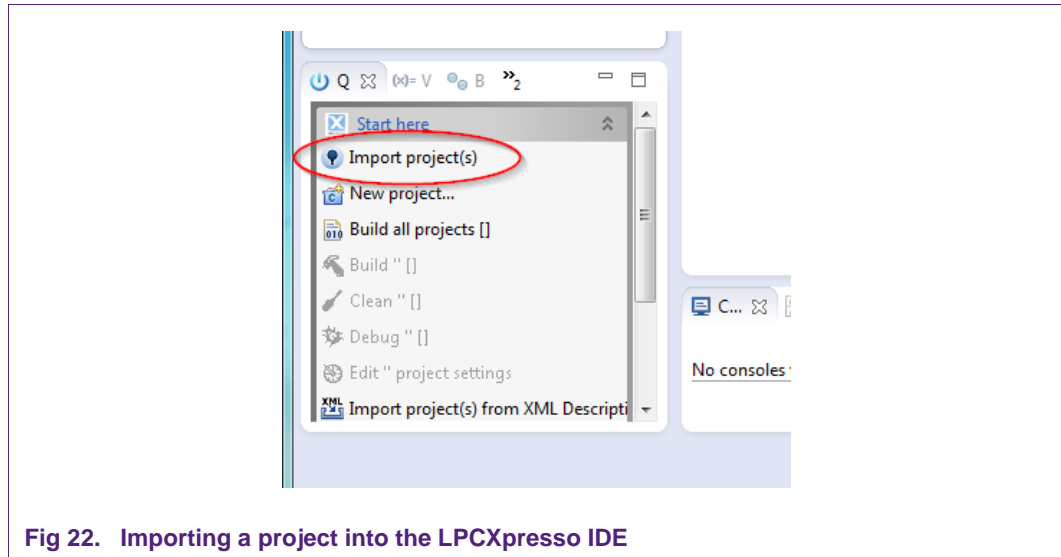 Q (x)= V B »2
Start here
Import project(s)
New project...
Build all projects []
Build '' []
Clean '' []
Debug '' []
Edit '' project settings
XML Import project(s) from XML Descripti
C...
No consoles
Fig 22. Importing a project into the LPCXpresso IDE